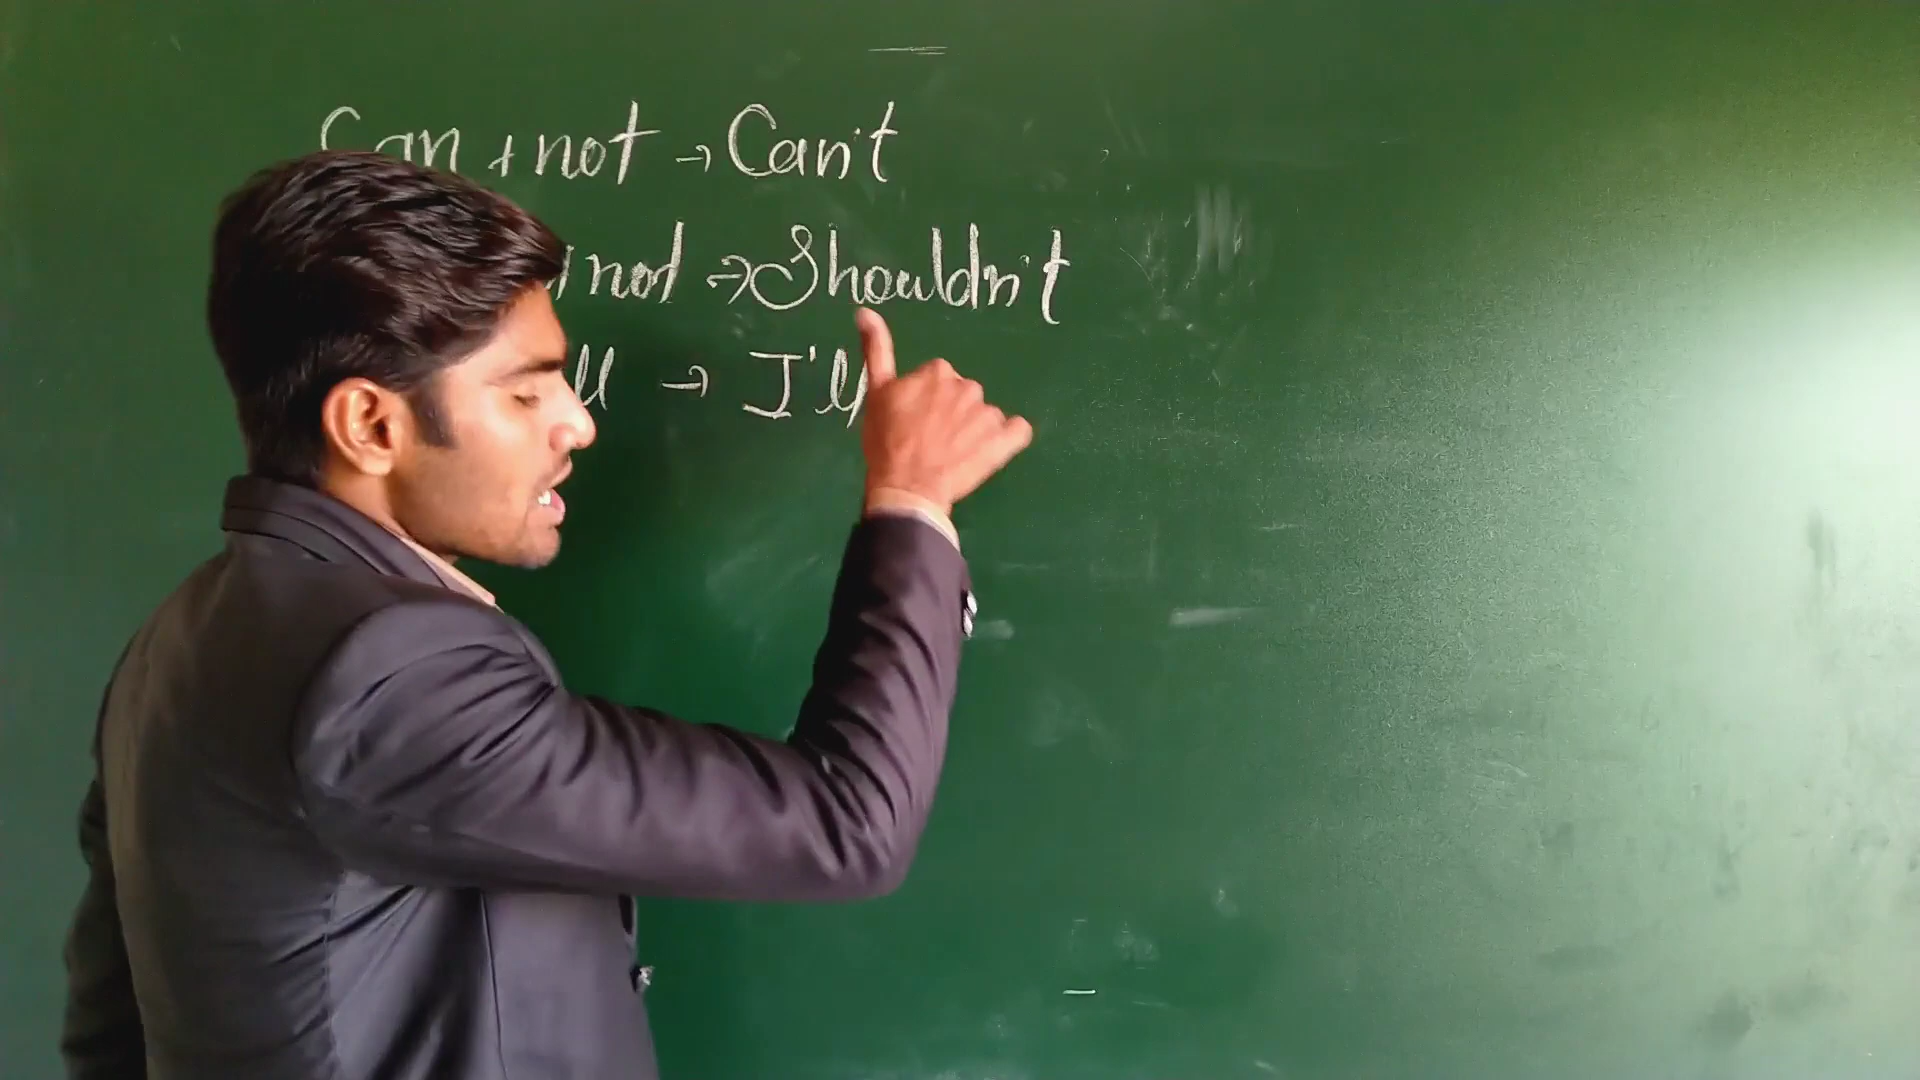 Can + not → Can't
+ not → Shouldn't
ll → I'll